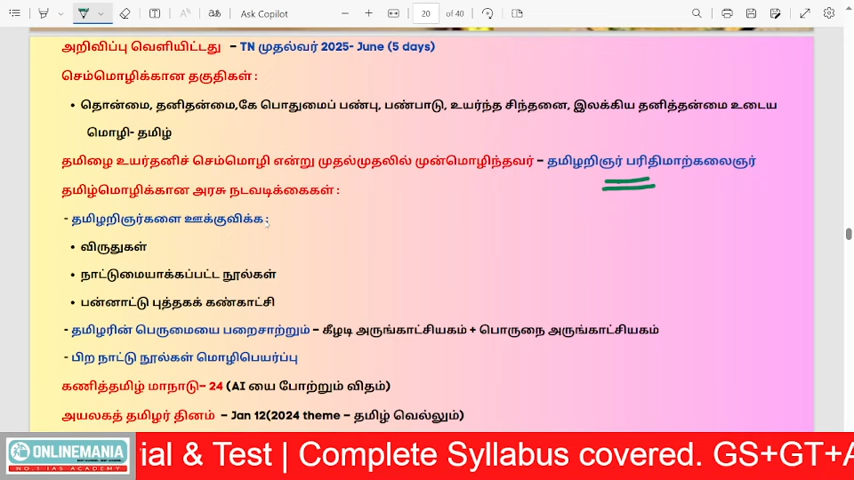 Ask Copilot
20 of 40
அறிவிப்பு வெளியிட்டது – TN முதல்வர் 2025- June (5 days)
செம்மொழிக்கான தகுதிகள் :
• தொன்மை, தனிதன்மை,கே பொதுமைப் பண்பு, பண்பாடு, உயர்ந்த சிந்தனை, இலக்கிய தனித்தன்மை உடைய
மொழி- தமிழ்
தமிழை உயர்தனிச் செம்மொழி என்று முதல்முதலில் முன்மொழிந்தவர் – தமிழறிஞர் பரிதிமாற்கலைஞர்
தமிழ்மொழிக்கான அரசு நடவடிக்கைகள் :
- தமிழறிஞர்களை ஊக்குவிக்க :
• விருதுகள்
• நாட்டுமையாக்கப்பட்ட நூல்கள்
• பன்னாட்டு புத்தகக் கண்காட்சி
- தமிழரின் பெருமையை பறைசாற்றும் – கீழடி அருங்காட்சியகம் + பொருநை அருங்காட்சியகம்
- பிற நாட்டு நூல்கள் மொழிபெயர்ப்பு
கணித்தமிழ் மாநாடு– 24 (AI யை போற்றும் விதம்)
அயலகத் தமிழர் தினம் – Jan 12(2024 theme – தமிழ் வெல்லும்)
ONLINEMANIA
NO.1 IAS ACADEMY
ial & Test | Complete Syllabus covered. GS+GT+A